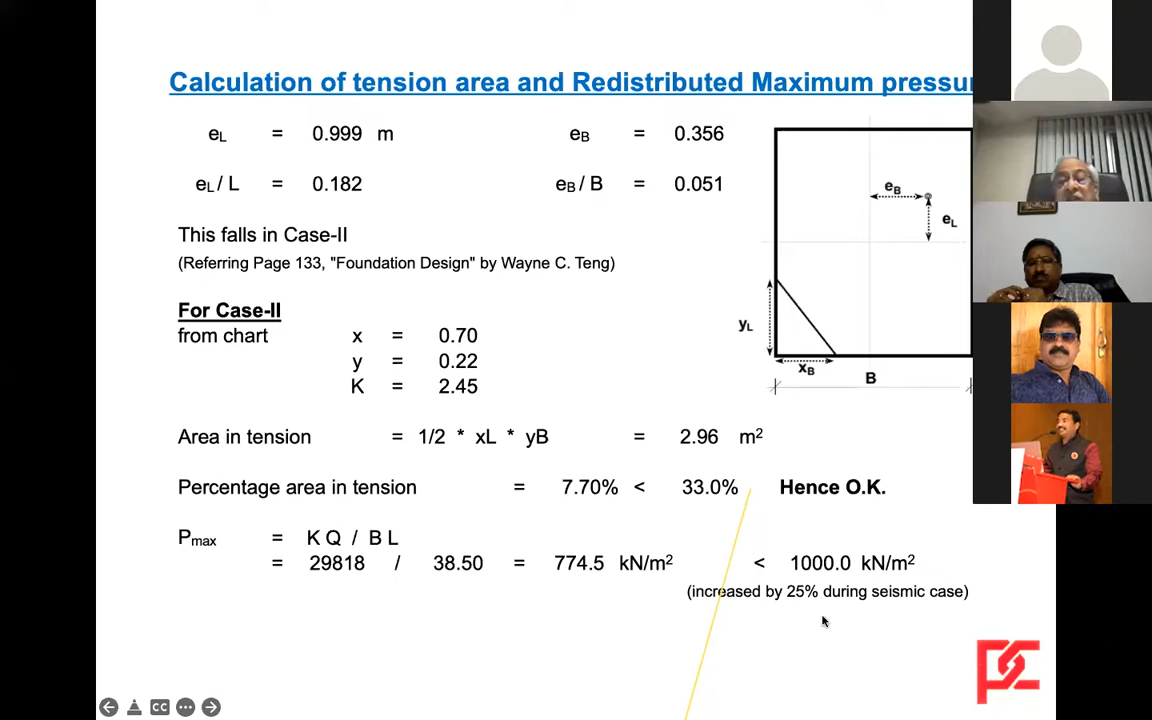 Calculation of tension area and Redistributed Maximum pressu
eL = 0.999 m eB = 0.356
eL / L = 0.182 eB / B = 0.051
This falls in Case-II
(Referring Page 133, "Foundation Design" by Wayne C. Teng)
For Case-II
from chart x = 0.70
y = 0.22
K = 2.45
Area in tension = 1/2 * xL * yB = 2.96 m²
Percentage area in tension = 7.70% < 33.0% Hence O.K.
Pmax = K Q / B L
= 29818 / 38.50 = 774.5 kN/m² < 1000.0 kN/m²
(increased by 25% during seismic case)
eB
eL
yL
xB
B
CC